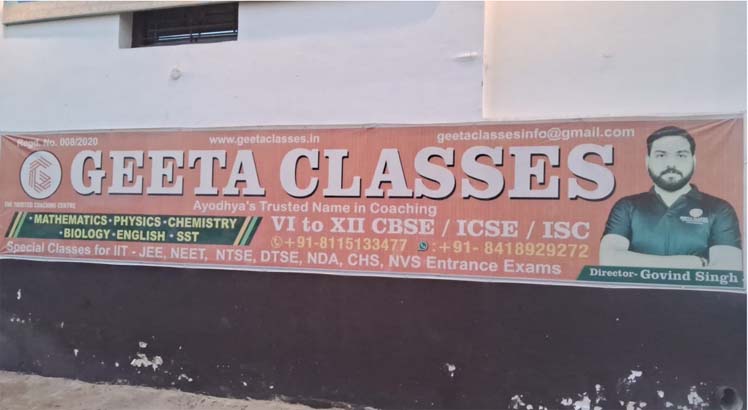 Regd. No. 008/2020
www.geetaclasses.in
geetaclassesinfo@gmail.com
GEETA CLASSES
THE TRUSTED COACHING CENTRE
Ayodhya's Trusted Name in Coaching
• MATHEMATICS • PHYSICS • CHEMISTRY
• BIOLOGY • ENGLISH • SST
VI to XII CBSE / ICSE / ISC
+91-8115133477 : +91- 8418929272
Special Classes for IIT - JEE, NEET, NTSE, DTSE, NDA, CHS, NVS Entrance Exams
GEETA CLASSES
Director- Govind Singh